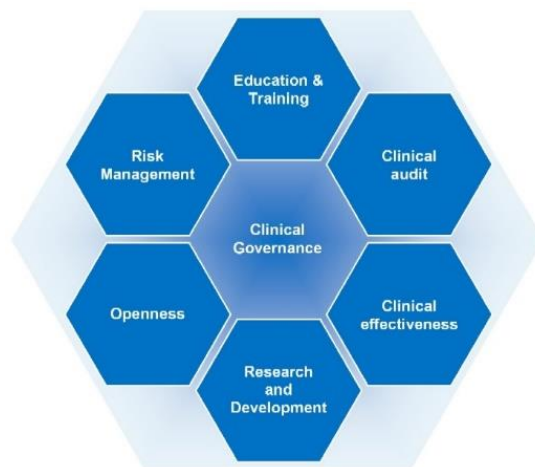 Education &
Training
Risk
Management
Clinical
audit
Clinical
Governance
Openness
Clinical
effectiveness
Research
and
Development